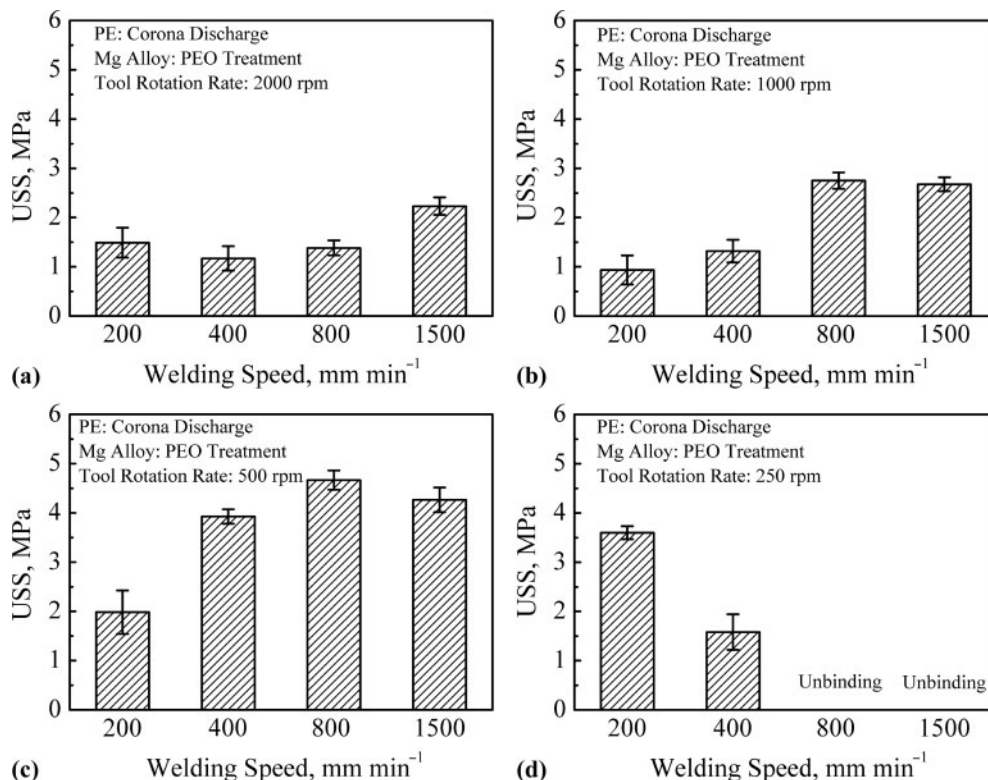 PE: Corona Discharge
Mg Alloy: PEO Treatment
Tool Rotation Rate: 2000 rpm
USS, MPa
6
5
4
3
2
1
0
200 400 800 1500
(a) Welding Speed, mm min⁻¹
PE: Corona Discharge
Mg Alloy: PEO Treatment
Tool Rotation Rate: 1000 rpm
USS, MPa
6
5
4
3
2
1
0
200 400 800 1500
(b) Welding Speed, mm min⁻¹
PE: Corona Discharge
Mg Alloy: PEO Treatment
Tool Rotation Rate: 500 rpm
USS, MPa
6
5
4
3
2
1
0
200 400 800 1500
(c) Welding Speed, mm min⁻¹
PE: Corona Discharge
Mg Alloy: PEO Treatment
Tool Rotation Rate: 250 rpm
USS, MPa
6
5
4
3
2
1
0
Unbinding Unbinding
200 400 800 1500
(d) Welding Speed, mm min⁻¹